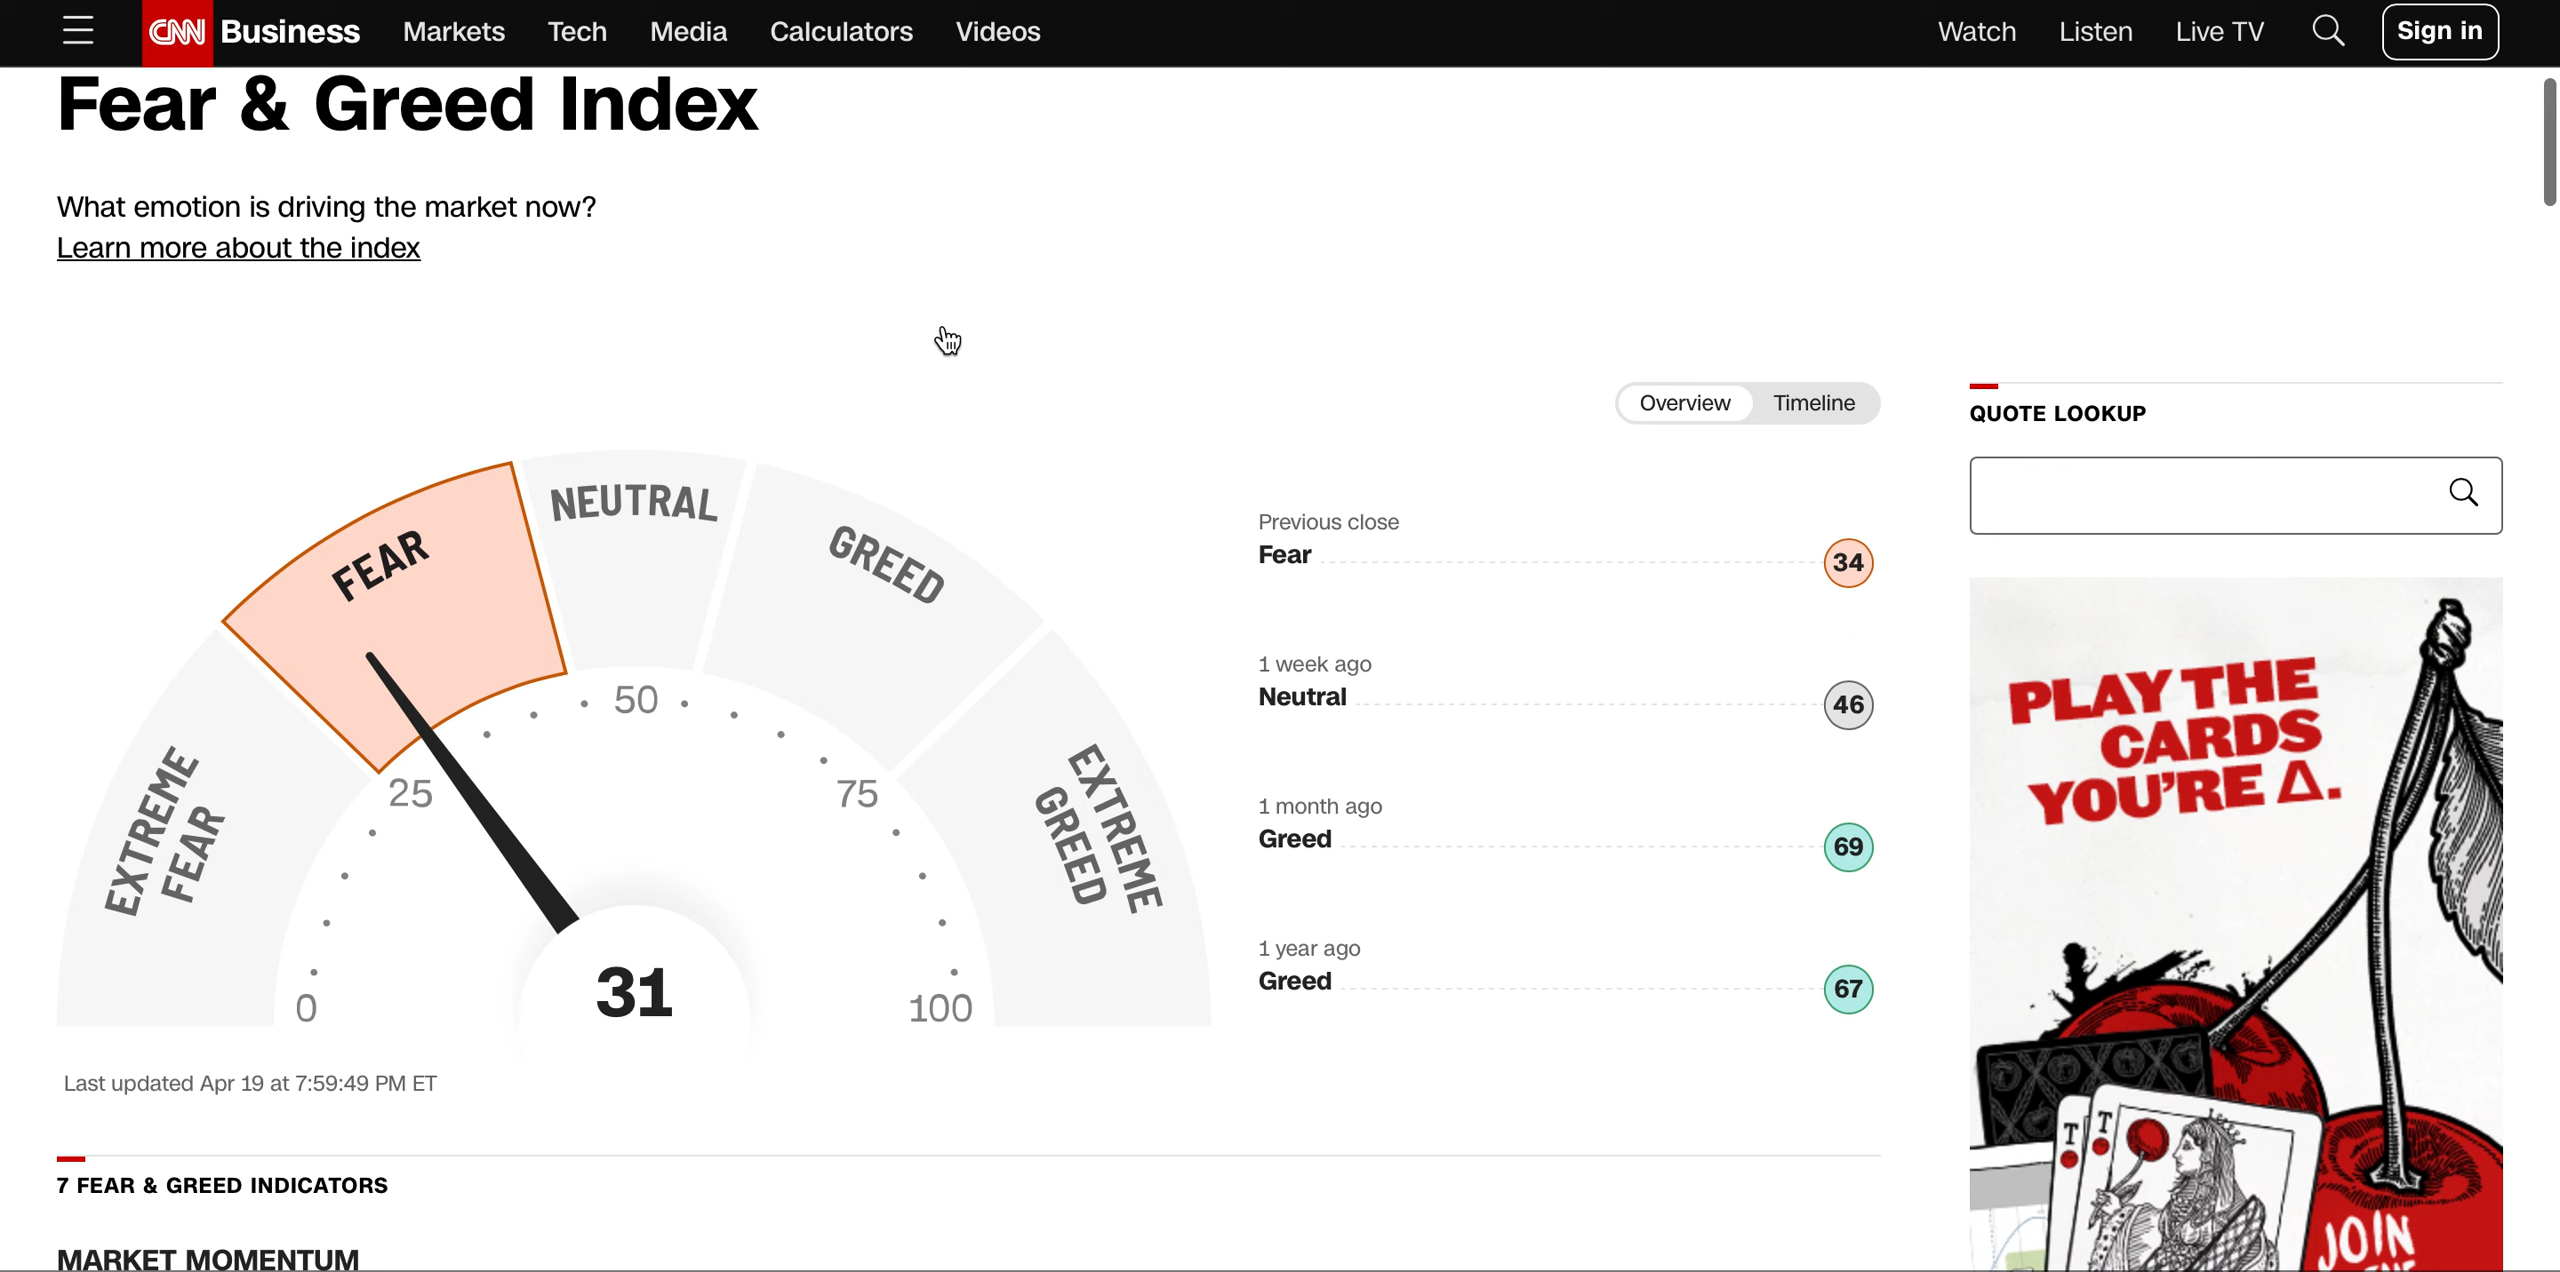 CNN Business Markets Tech Media Calculators Videos Watch Listen Live TV Sign in
Fear & Greed Index
What emotion is driving the market now?
Learn more about the index
Overview Timeline
EXTREME
FEAR
FEAR
NEUTRAL
GREED
EXTREME
GREED
0
25
50
75
100
31
Last updated Apr 19 at 7:59:49 PM ET
Previous close
Fear 34
1 week ago
Neutral 46
1 month ago
Greed 69
1 year ago
Greed 67
QUOTE LOOKUP
PLAY THE
CARDS
YOU'RE Δ.
T
T
JOIN
7 FEAR & GREED INDICATORS
MARKET MOMENTUM